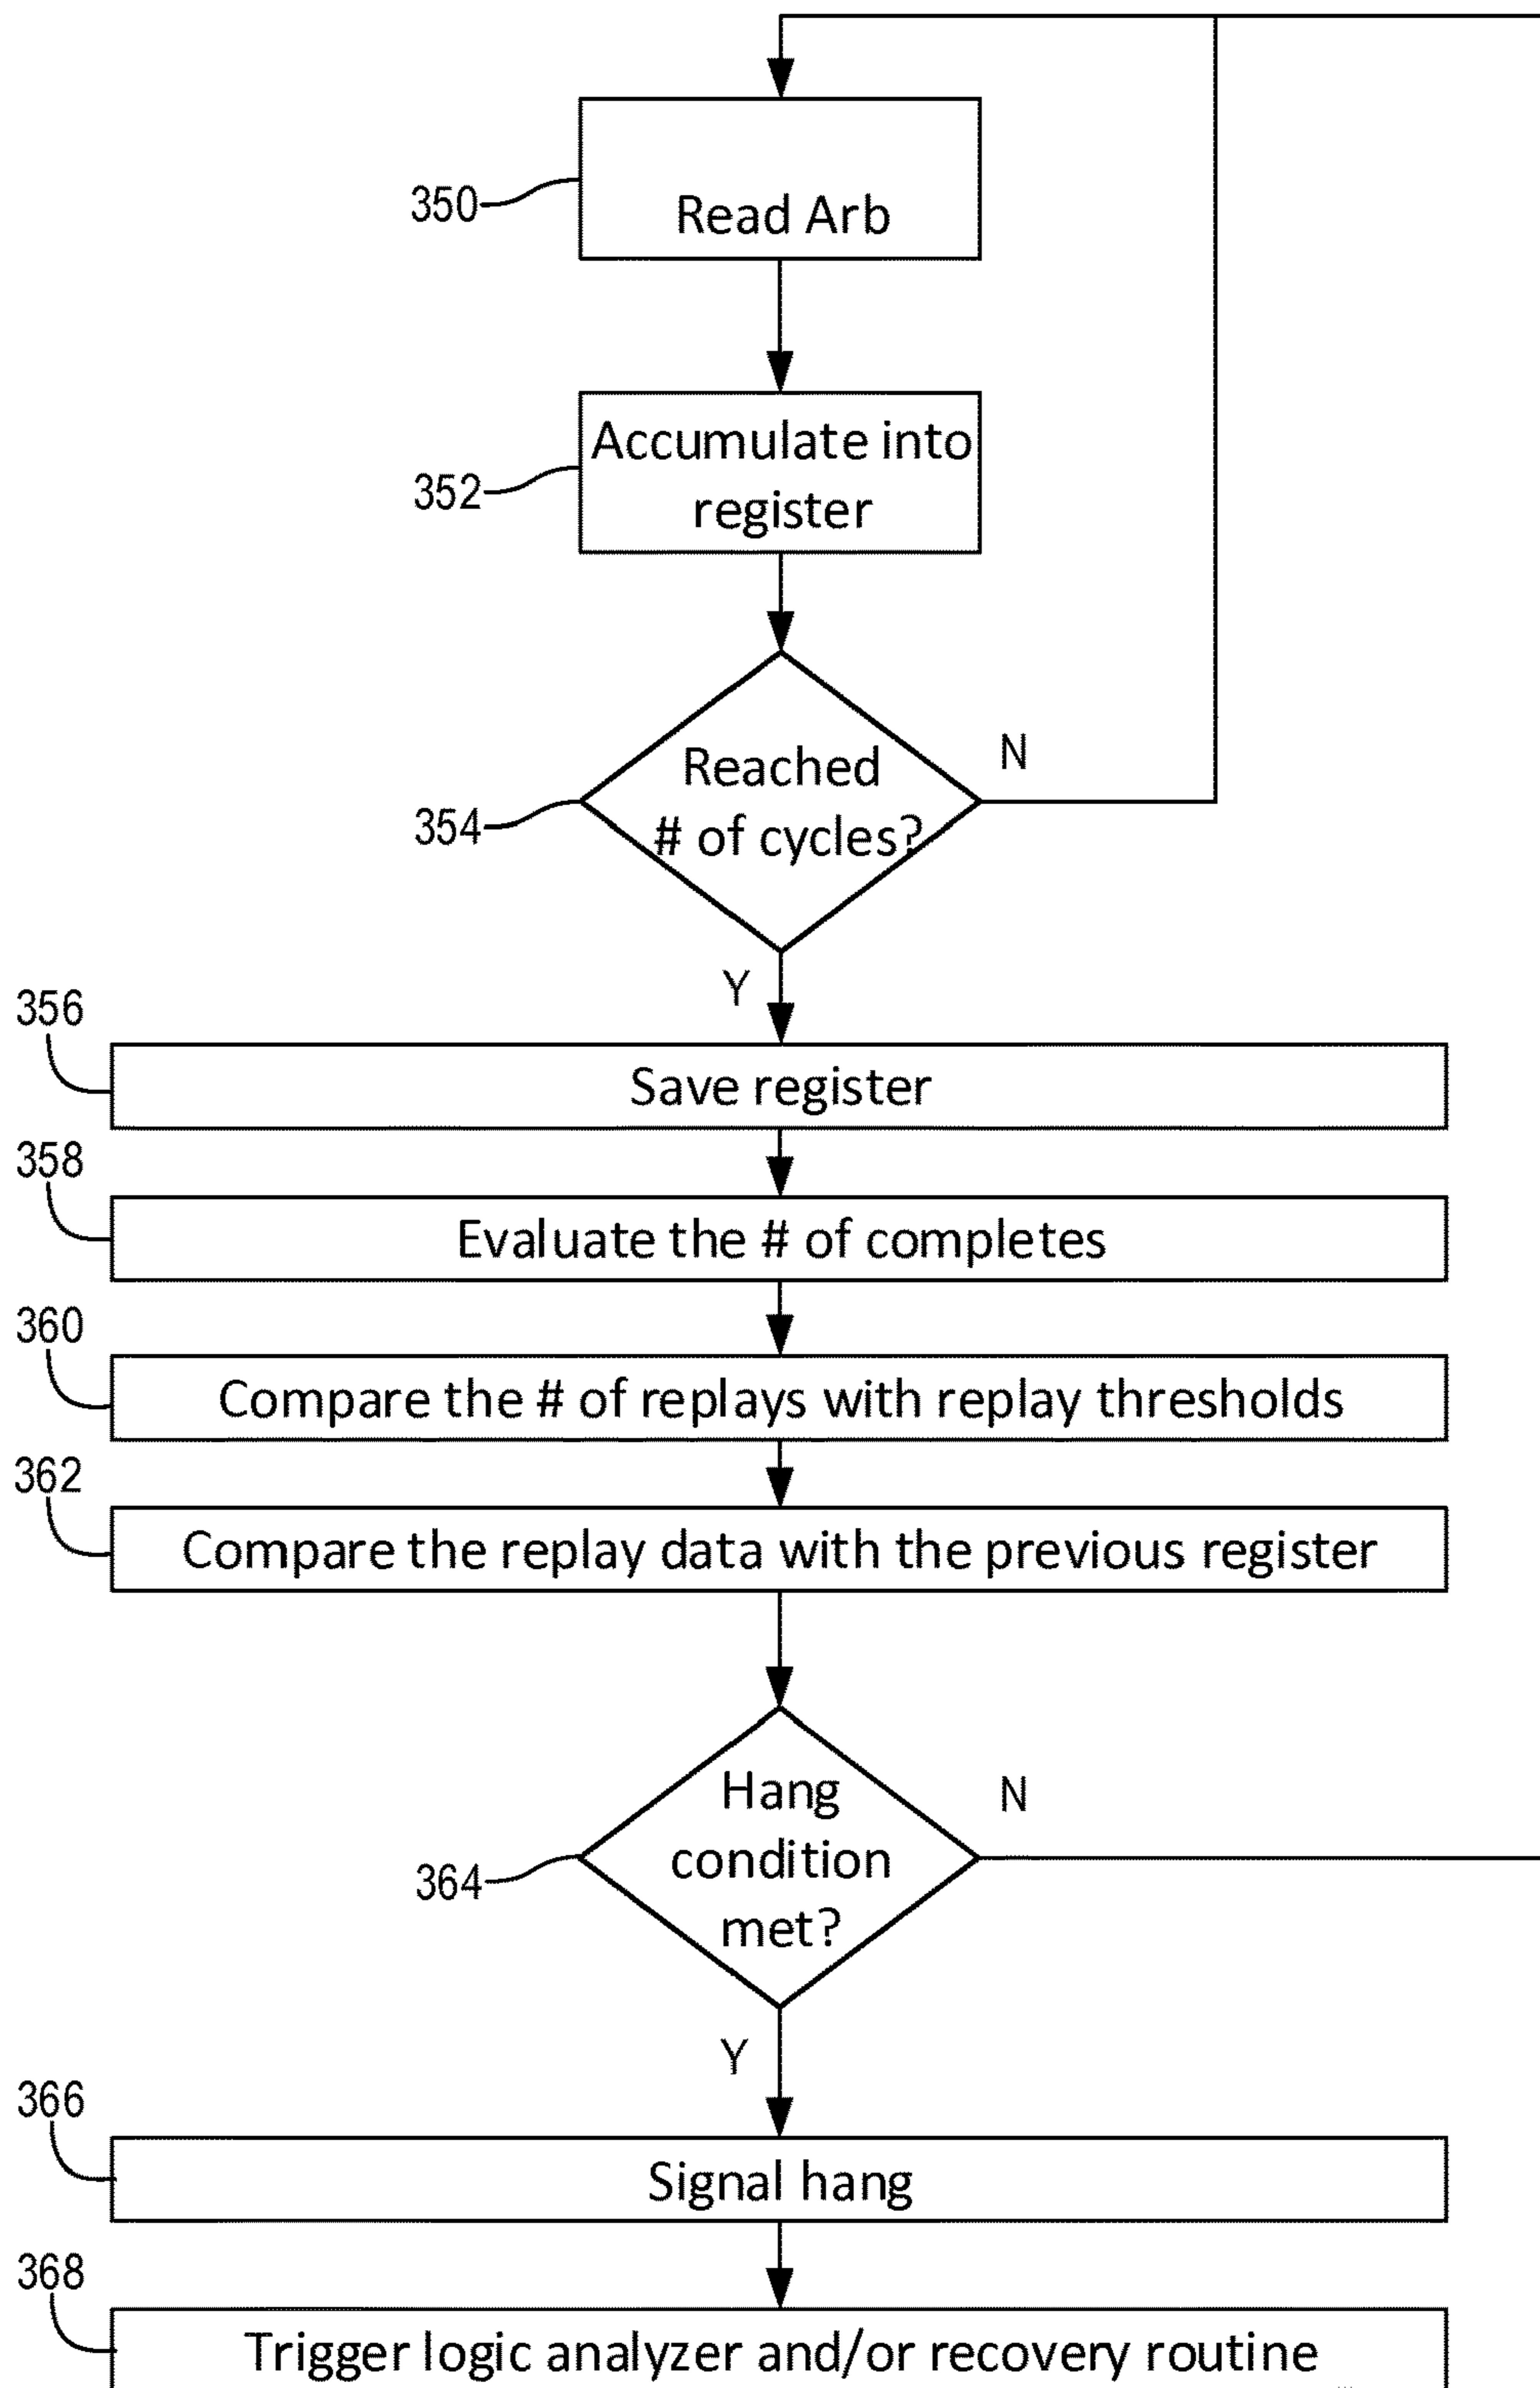 350
Read Arb
352
Accumulate into
register
354
Reached
# of cycles?
N
Y
356
Save register
358
Evaluate the # of completes
360
Compare the # of replays with replay thresholds
362
Compare the replay data with the previous register
364
Hang
condition
met?
N
Y
366
Signal hang
368
Trigger logic analyzer and/or recovery routine